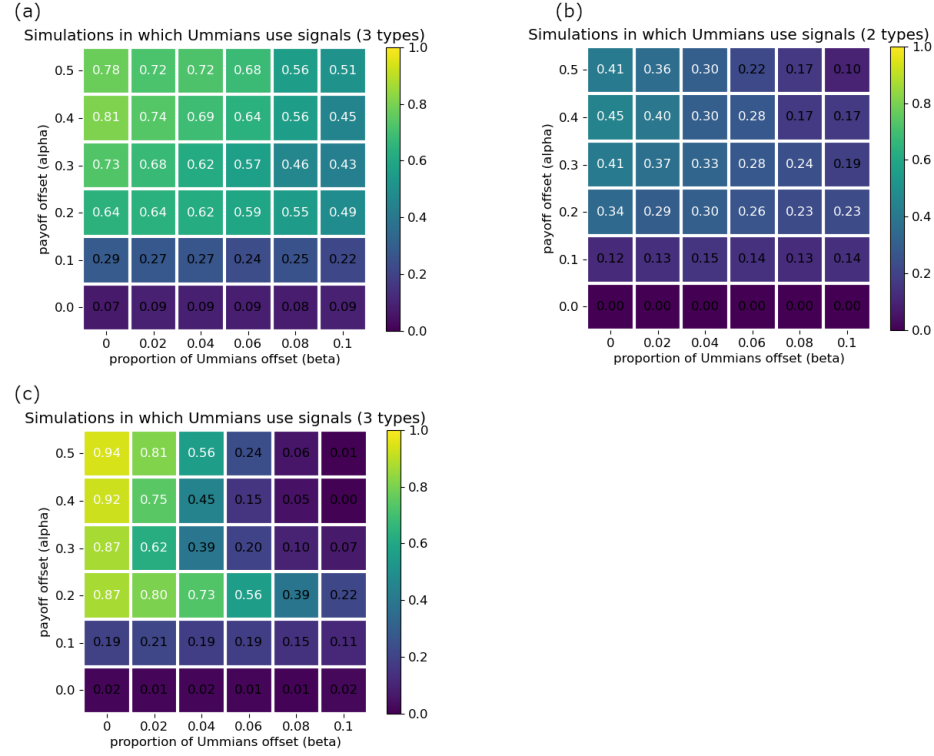 (a)
Simulations in which Ummians use signals (3 types)
payoff offset (alpha)
0.5 0.78 0.72 0.72 0.68 0.56 0.51
0.4 0.81 0.74 0.69 0.64 0.56 0.45
0.3 0.73 0.68 0.62 0.57 0.46 0.43
0.2 0.64 0.64 0.62 0.59 0.55 0.49
0.1 0.29 0.27 0.27 0.24 0.25 0.22
0.0 0.07 0.09 0.09 0.09 0.08 0.09
0 0.02 0.04 0.06 0.08 0.1
proportion of Ummians offset (beta)
1.0
0.8
0.6
0.4
0.2
0.0
(b)
Simulations in which Ummians use signals (2 types)
payoff offset (alpha)
0.5 0.41 0.36 0.30 0.22 0.17 0.10
0.4 0.45 0.40 0.30 0.28 0.17 0.17
0.3 0.41 0.37 0.33 0.28 0.24 0.19
0.2 0.34 0.29 0.30 0.26 0.23 0.23
0.1 0.12 0.13 0.15 0.14 0.13 0.14
0.0 0.00 0.00 0.00 0.00 0.00 0.00
0 0.02 0.04 0.06 0.08 0.1
proportion of Ummians offset (beta)
1.0
0.8
0.6
0.4
0.2
0.0
(c)
Simulations in which Ummians use signals (3 types)
payoff offset (alpha)
0.5 0.94 0.81 0.56 0.24 0.06 0.01
0.4 0.92 0.75 0.45 0.15 0.05 0.00
0.3 0.87 0.62 0.39 0.20 0.10 0.07
0.2 0.87 0.80 0.73 0.56 0.39 0.22
0.1 0.19 0.21 0.19 0.19 0.15 0.11
0.0 0.02 0.01 0.02 0.01 0.01 0.02
0 0.02 0.04 0.06 0.08 0.1
proportion of Ummians offset (beta)
1.0
0.8
0.6
0.4
0.2
0.0